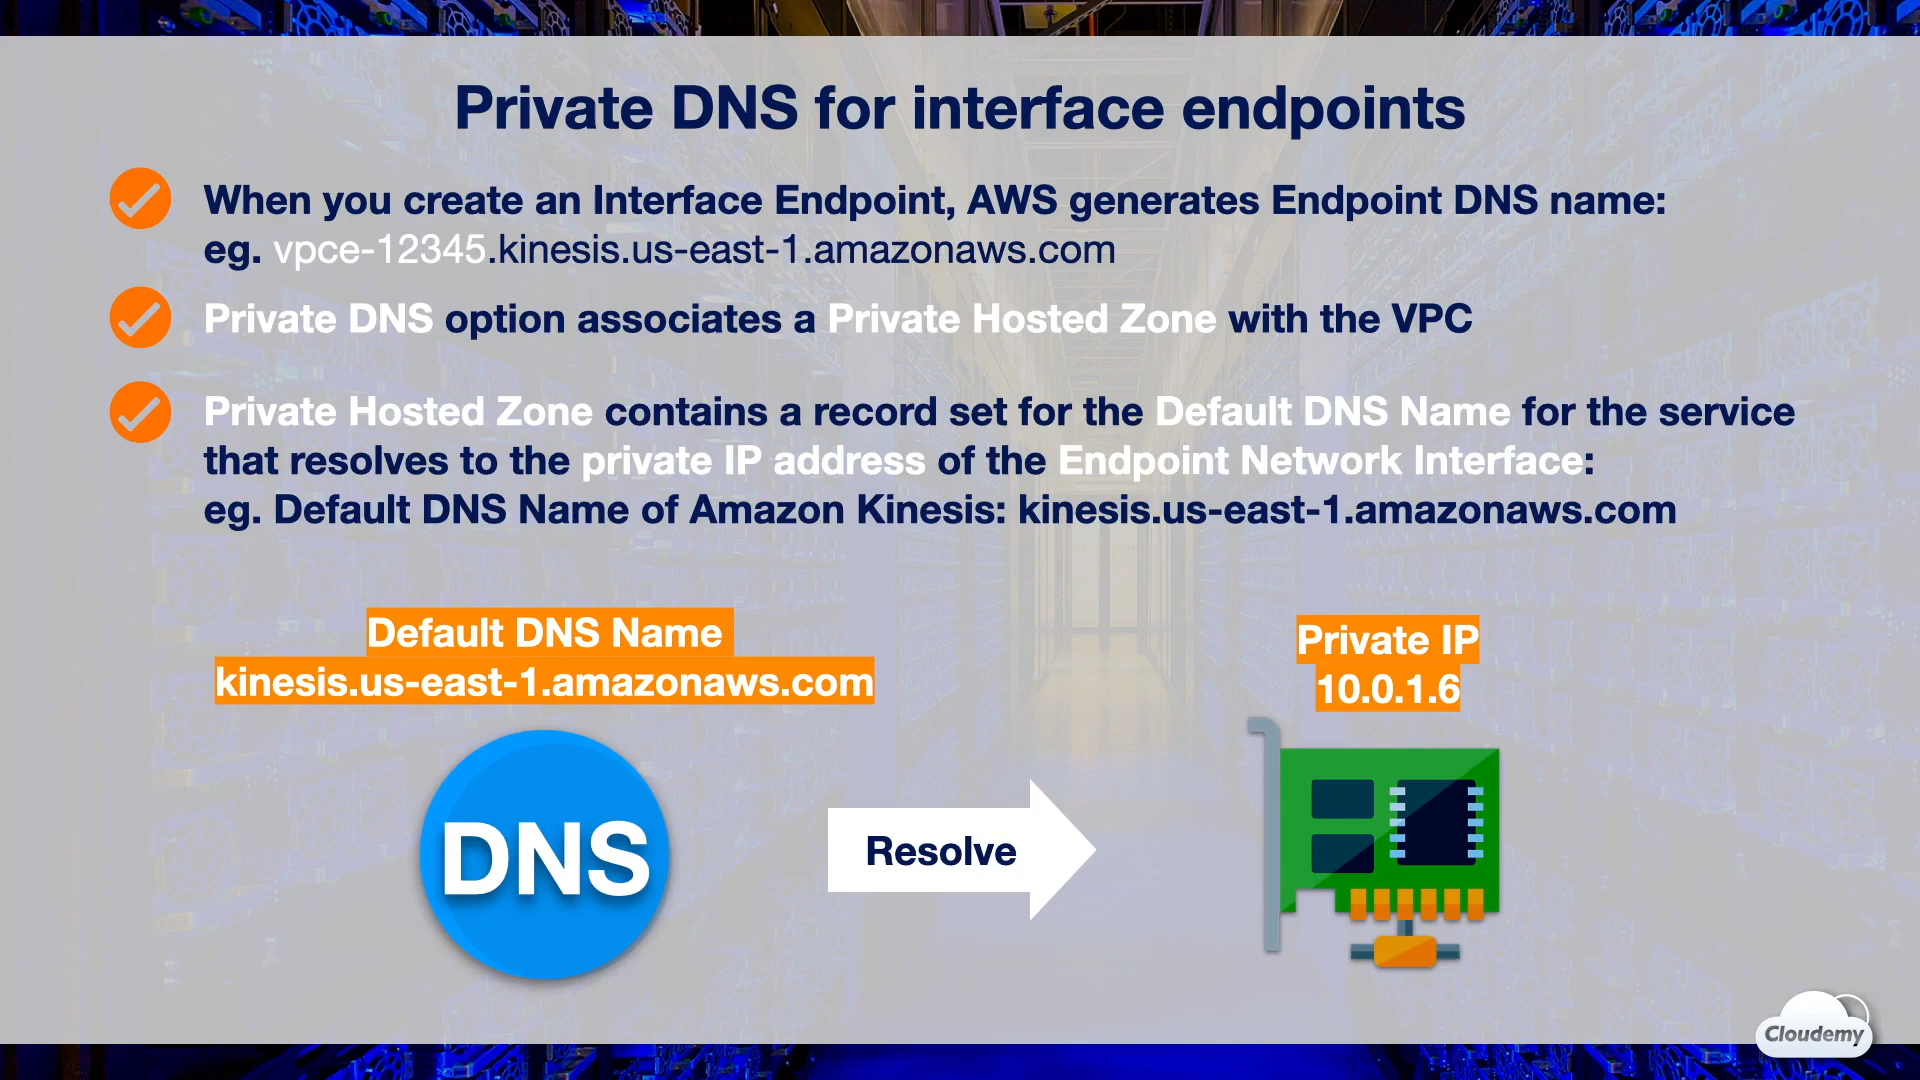 Private DNS for interface endpoints
When you create an Interface Endpoint, AWS generates Endpoint DNS name:
eg. vpce-12345.kinesis.us-east-1.amazonaws.com
Private DNS option associates a Private Hosted Zone with the VPC
Private Hosted Zone contains a record set for the Default DNS Name for the service
that resolves to the private IP address of the Endpoint Network Interface:
eg. Default DNS Name of Amazon Kinesis: kinesis.us-east-1.amazonaws.com
Default DNS Name
kinesis.us-east-1.amazonaws.com
Private IP
10.0.1.6
DNS
Resolve
Cloudemy